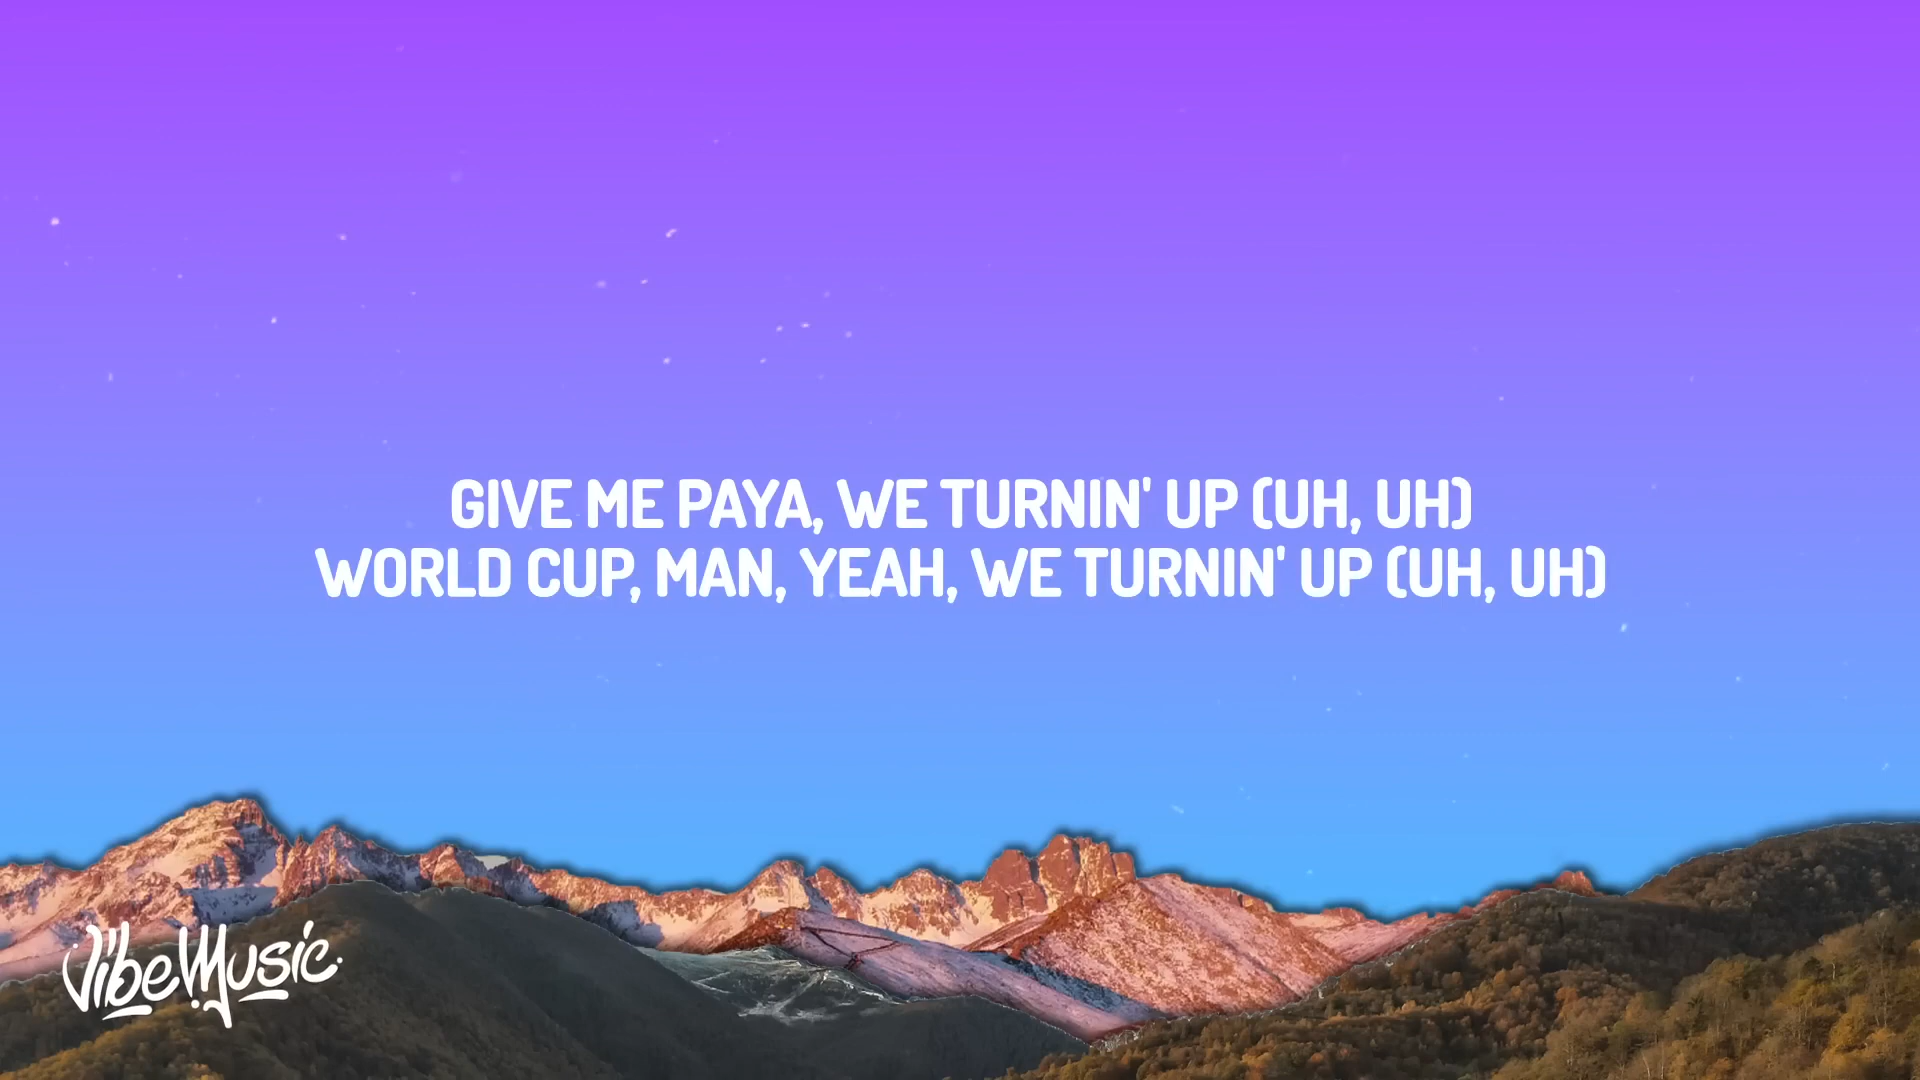 GIVE ME PAYA, WE TURNIN' UP (UH, UH)
WORLD CUP, MAN, YEAH, WE TURNIN' UP (UH, UH)
VibeMusic